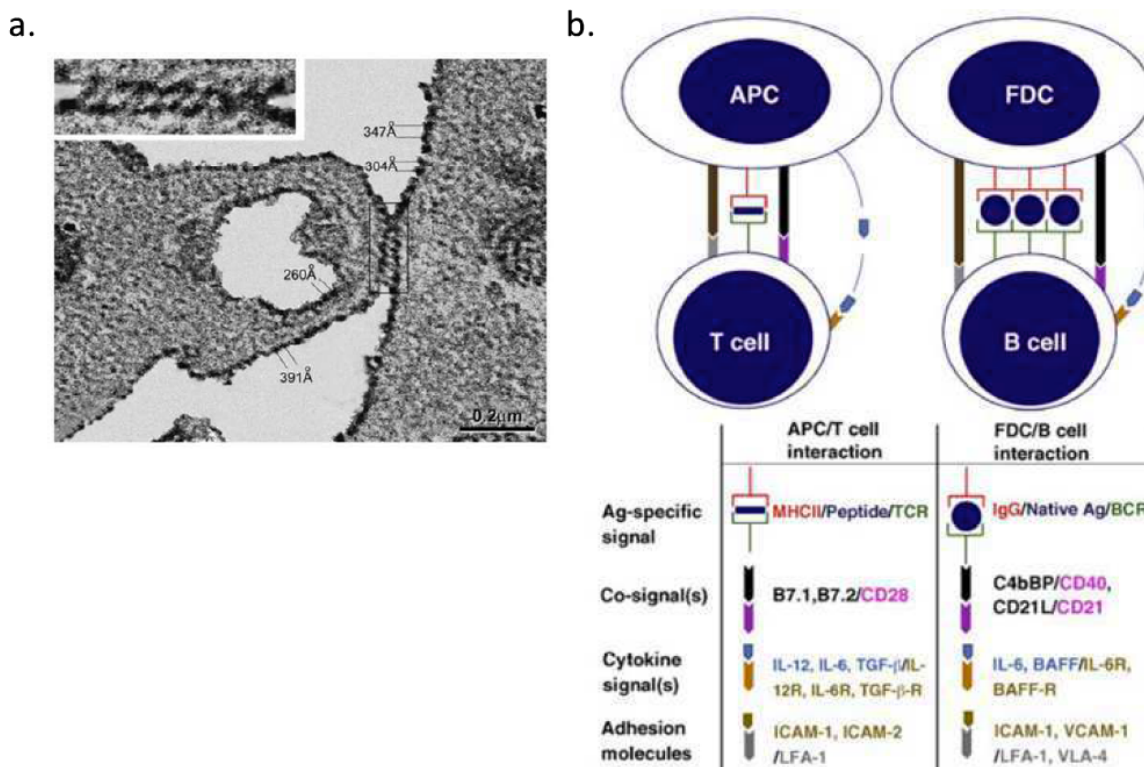 a.
347Å
304Å
260Å
391Å
0.2µm
b.
APC
FDC
T cell
B cell
APC/T cell
interaction
FDC/B cell
interaction
Ag-specific
signal
MHCII/Peptide/TCR
IgG/Native Ag/BCR
Co-signal(s)
B7.1,B7.2/CD28
C4bBP/CD40,
CD21L/CD21
Cytokine
signal(s)
IL-12, IL-6, TGF-β/IL-
12R, IL-6R, TGF-β-R
IL-6, BAFF/IL-6R,
BAFF-R
Adhesion
molecules
ICAM-1, ICAM-2
/LFA-1
ICAM-1, VCAM-1
/LFA-1, VLA-4